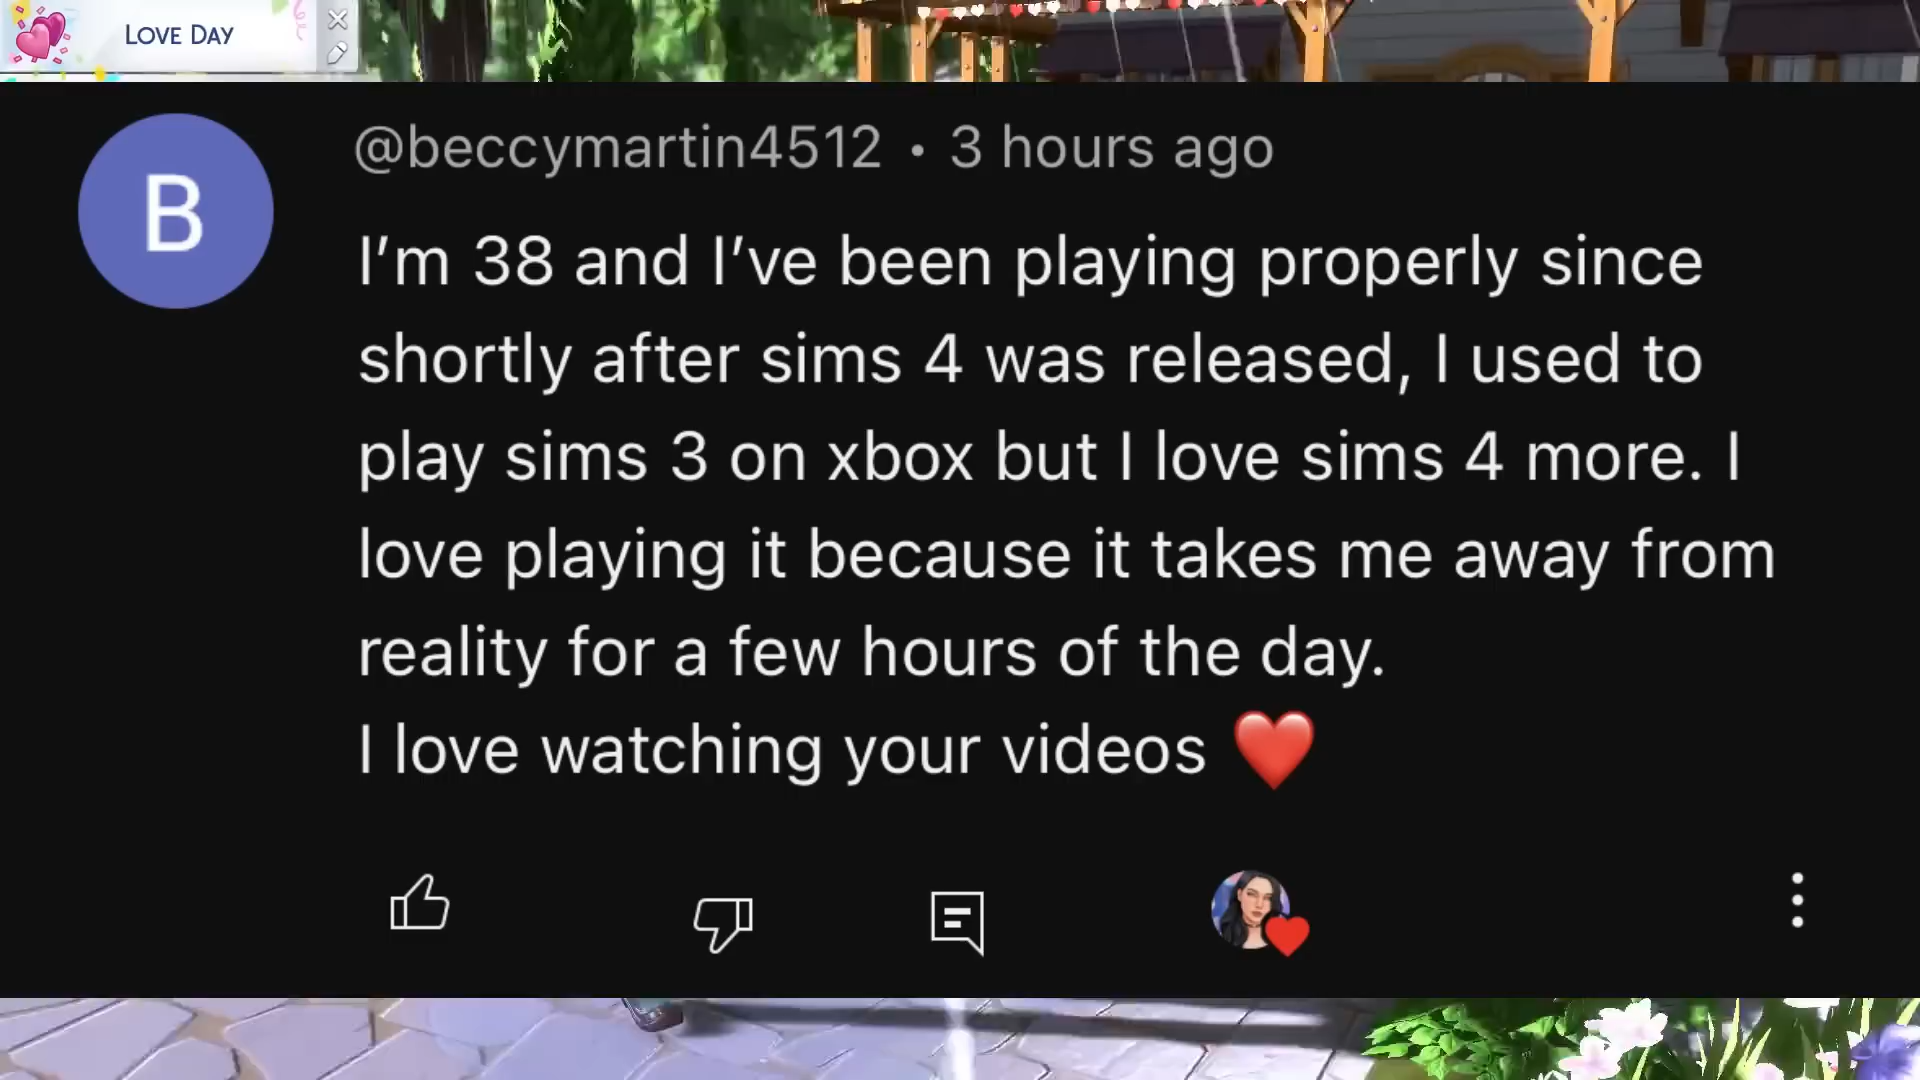 LOVE DAY
@beccymartin4512 • 3 hours ago
B
I’m 38 and I’ve been playing properly since
shortly after sims 4 was released, I used to
play sims 3 on xbox but I love sims 4 more. I
love playing it because it takes me away from
reality for a few hours of the day.
I love watching your videos ❤️